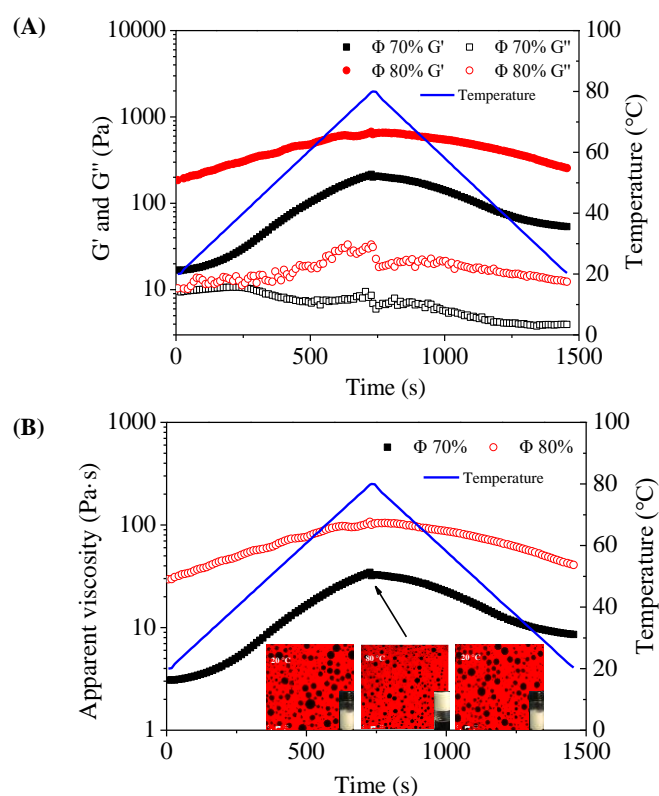 (A)
10000
1000
100
10
G' and G'' (Pa)
Φ 70% G' Φ 70% G''
Φ 80% G' Φ 80% G''
Temperature
100
80
60
40
20
0
Temperature (°C)
0 500 1000 1500
Time (s)
(B)
1000
100
10
1
Apparent viscosity (Pa·s)
Φ 70% Φ 80%
Temperature
20 °C 80 °C 20 °C
100
80
60
40
20
0
Temperature (°C)
0 500 1000 1500
Time (s)